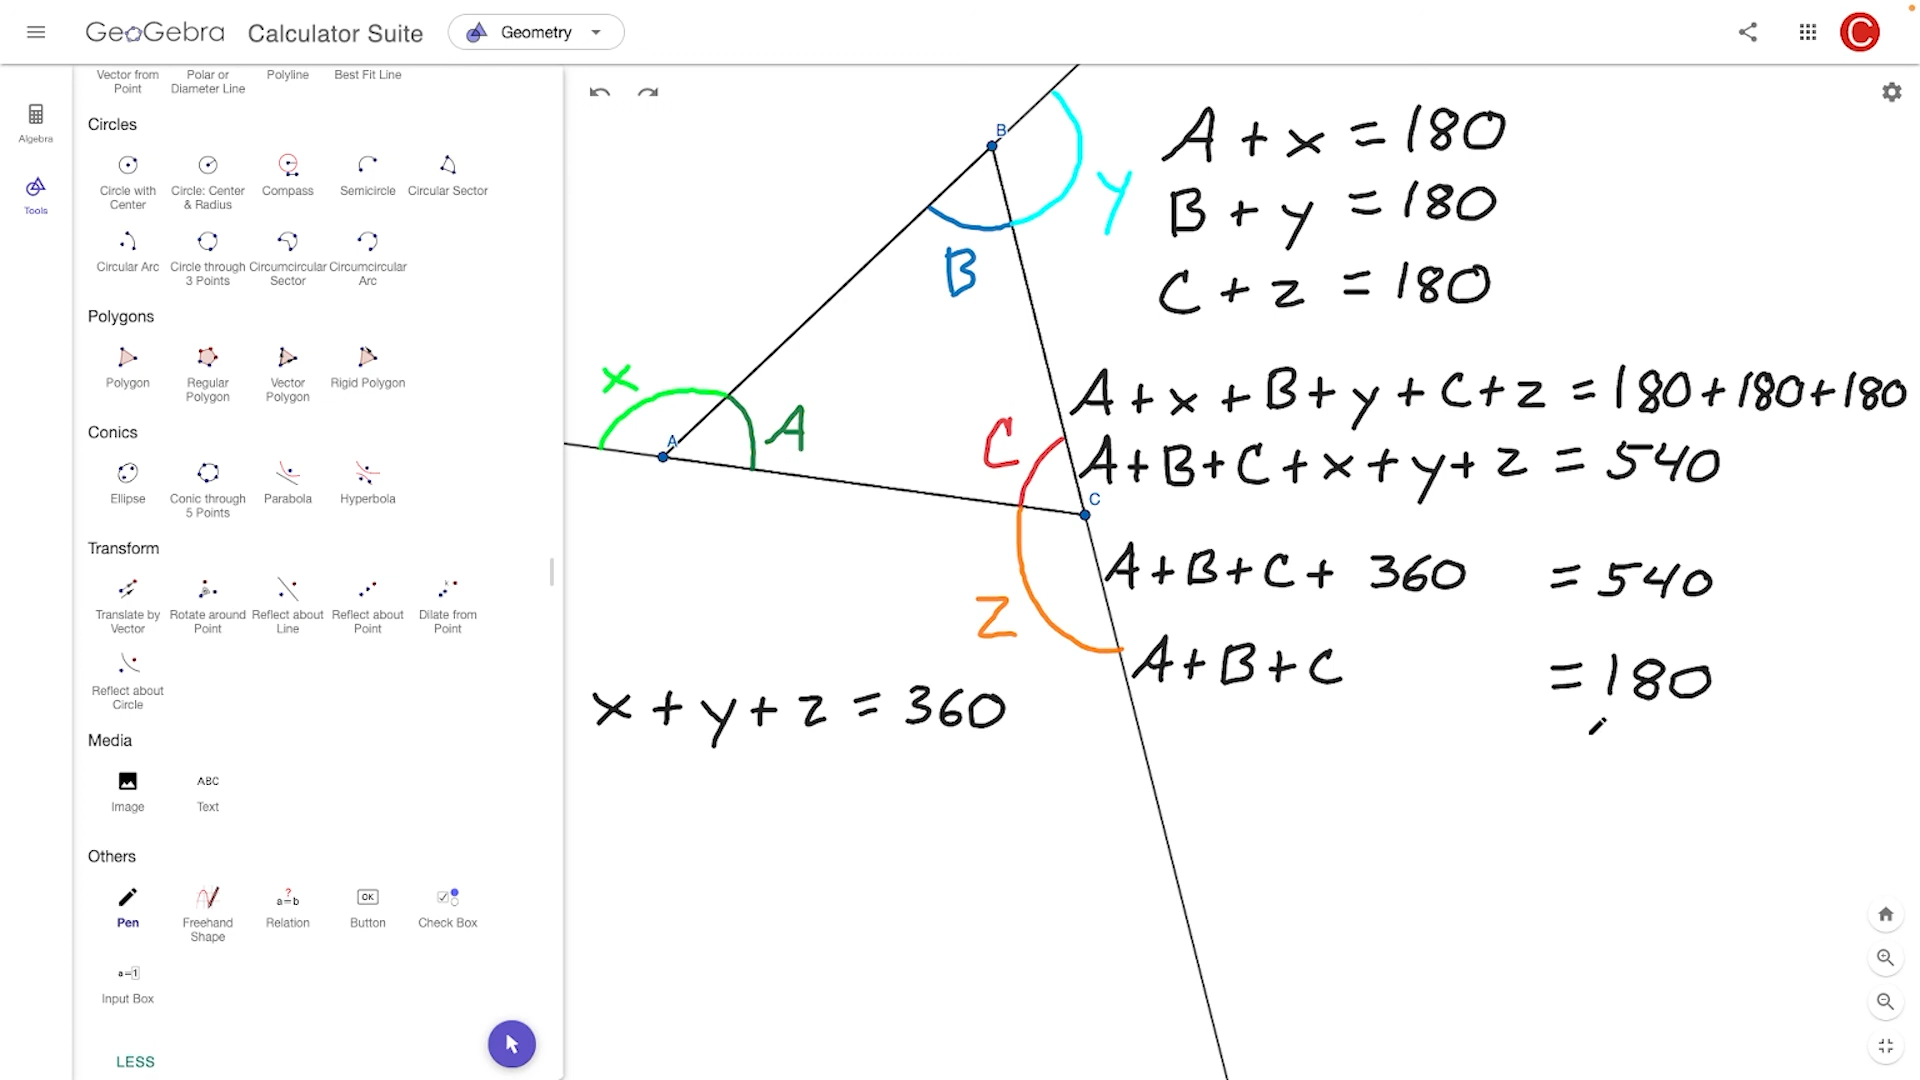 GeoGebra Calculator Suite Geometry
C
Algebra
Tools
Vector from Point
Polar or Diameter Line
Polyline
Best Fit Line
Circles
Circle with Center
Circle: Center & Radius
Compass
Semicircle
Circular Sector
Circular Arc
Circle through 3 Points
Circumcircular Sector
Circumcircular Arc
Polygons
Polygon
Regular Polygon
Vector Polygon
Rigid Polygon
Conics
Ellipse
Conic through 5 Points
Parabola
Hyperbola
Transform
Translate by Vector
Rotate around Point
Reflect about Line
Reflect about Point
Dilate from Point
Reflect about Circle
Media
Image
ABC
Text
Others
Pen
Freehand Shape
? a=b
Relation
OK
Button
Check Box
a=1
Input Box
LESS
B
y
B
x
A
A
C
C
z
x + y + z = 360
A + x = 180
B + y = 180
C + z = 180
A + x + B + y + C + z = 180 + 180 + 180
A + B + C + x + y + z = 540
A + B + C + 360 = 540
A + B + C = 180